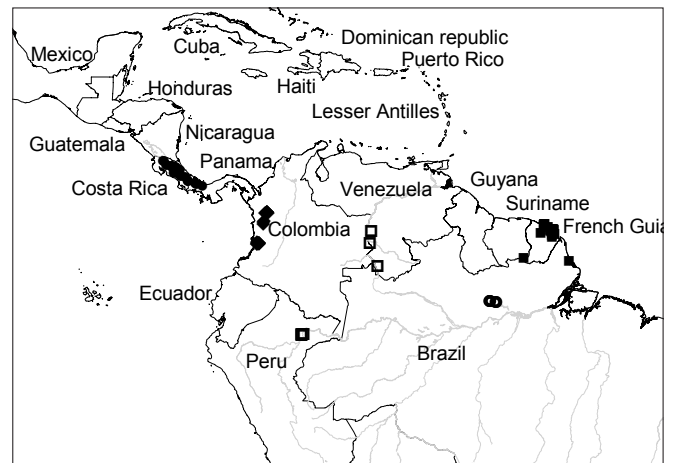 Mexico
Cuba
Dominican republic
Puerto Rico
Haiti
Honduras
Lesser Antilles
Guatemala
Nicaragua
Panama
Costa Rica
Venezuela
Guyana
Suriname
French Guia
Colombia
Ecuador
Peru
Brazil